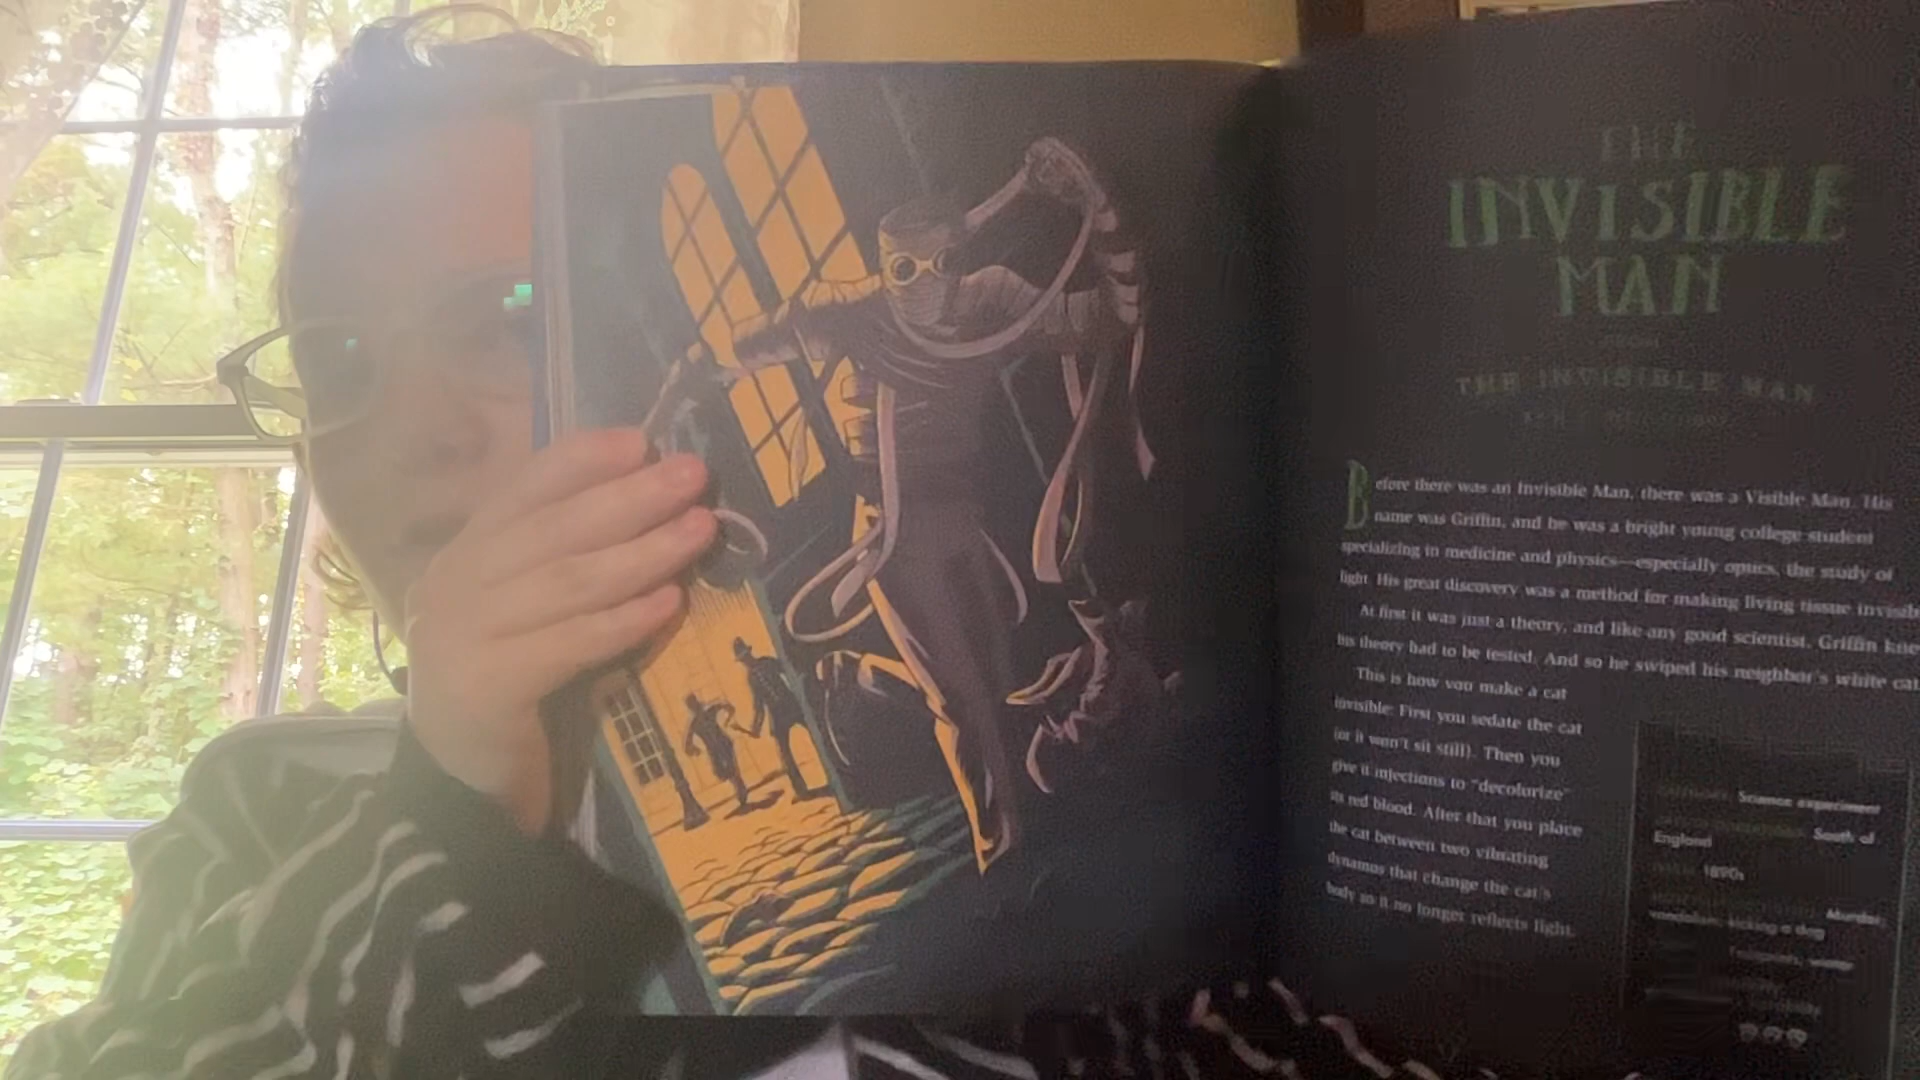 THE
INVISIBLE
MAN
THE INVISIBLE MAN
Before there was an Invisible Man, there was a Visible Man. His
name was Griffin, and he was a bright young college student
specializing in medicine and physics—especially optics, the study of
light. His great discovery was a method for making living tissue
At first it was just a theory, and like any good scientist, Griffin
his theory had to be tested. And so he swiped his neighbor's white cat
This is how you make a cat
invisible: First you sedate the cat
(or it won't sit still). Then you
give it injections to "decolorize"
its red blood. After that you place
the cat between two vibrating
dynamos that change the cat's
body so it no longer reflects light.
Science experiment
South of
England
1890s
Murder,
vandalism, kicking a dog